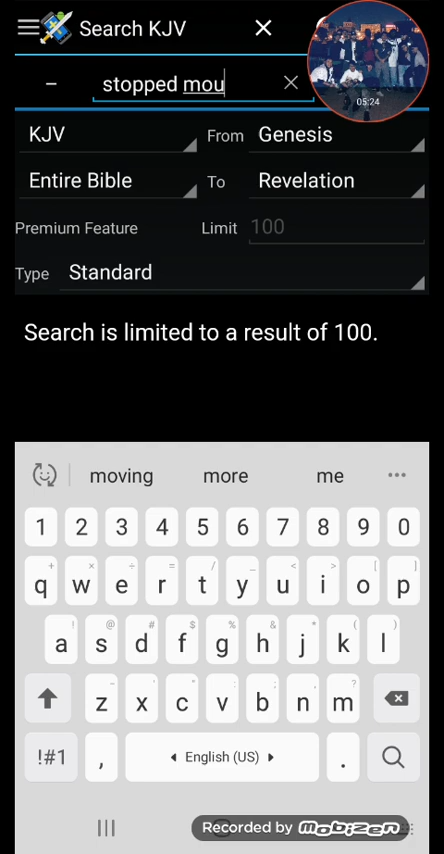 Search KJV
stopped mou
05:24
KJV From Genesis
Entire Bible To Revelation
Premium Feature Limit 100
Type Standard
Search is limited to a result of 100.
moving more me
1 2 3 4 5 6 7 8 9 0
q w e r t y u i o p
a s d f g h j k l
z x c v b n m
!#1 , English (US) .
Recorded by Mobizen